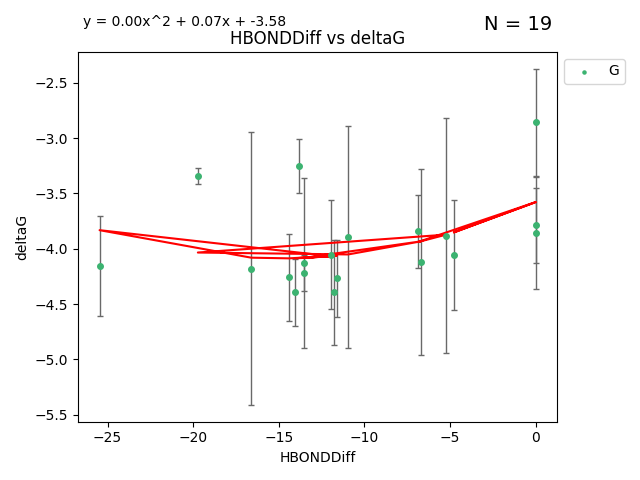 y = 0.00x^2 + 0.07x + -3.58
N = 19
HBONDDiff vs deltaG
G
−2.5
−3.0
−3.5
−4.0
−4.5
−5.0
−5.5
deltaG
−25
−20
−15
−10
−5
0
HBONDDiff